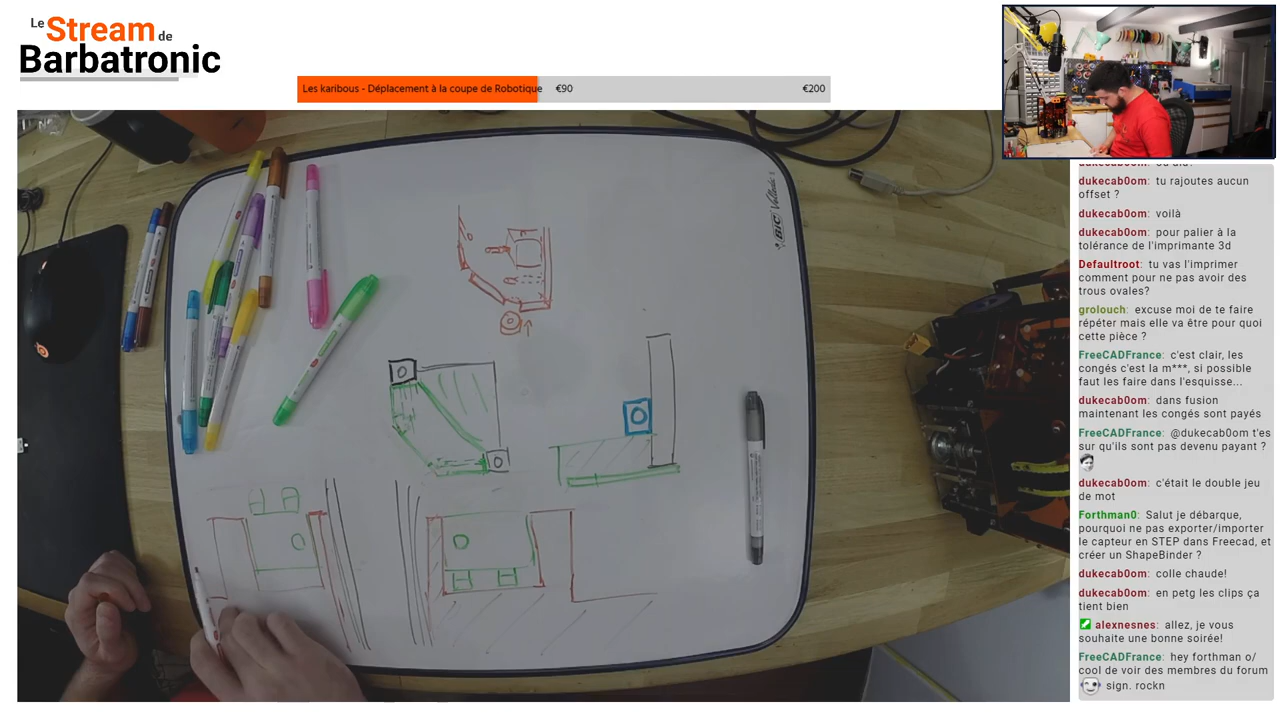 Le Stream de
Barbatronic
Les karibous - Déplacement à la coupe de Robotique €90 €200
BIC Velleda
dukecab0om: tu rajoutes aucun
offset ?
dukecab0om: voilà
dukecab0om: pour palier à la
tolérance de l'imprimante 3d
Defaultroot: tu vas l'imprimer
comment pour ne pas avoir des
trous ovales?
grolouch: excuse moi de te faire
répéter mais elle va être pour quoi
cette pièce ?
FreeCADFrance: c'est clair, les
congés c'est la m***, si possible
faut les faire dans l'esquisse...
dukecab0om: dans fusion
maintenant les congés sont payés
FreeCADFrance: @dukecab0om t'es
sur qu'ils sont pas devenu payant ?
dukecab0om: c'était le double jeu
de mot
Forthman0: Salut je débarque,
pourquoi ne pas exporter/importer
le capteur en STEP dans Freecad, et
créer un ShapeBinder ?
dukecab0om: colle chaude!
dukecab0om: en petg les clips ça
tient bien
alexnesnes: allez, je vous
souhaite une bonne soirée!
FreeCADFrance: hey forthman o/
cool de voir des membres du forum
sign. rockn